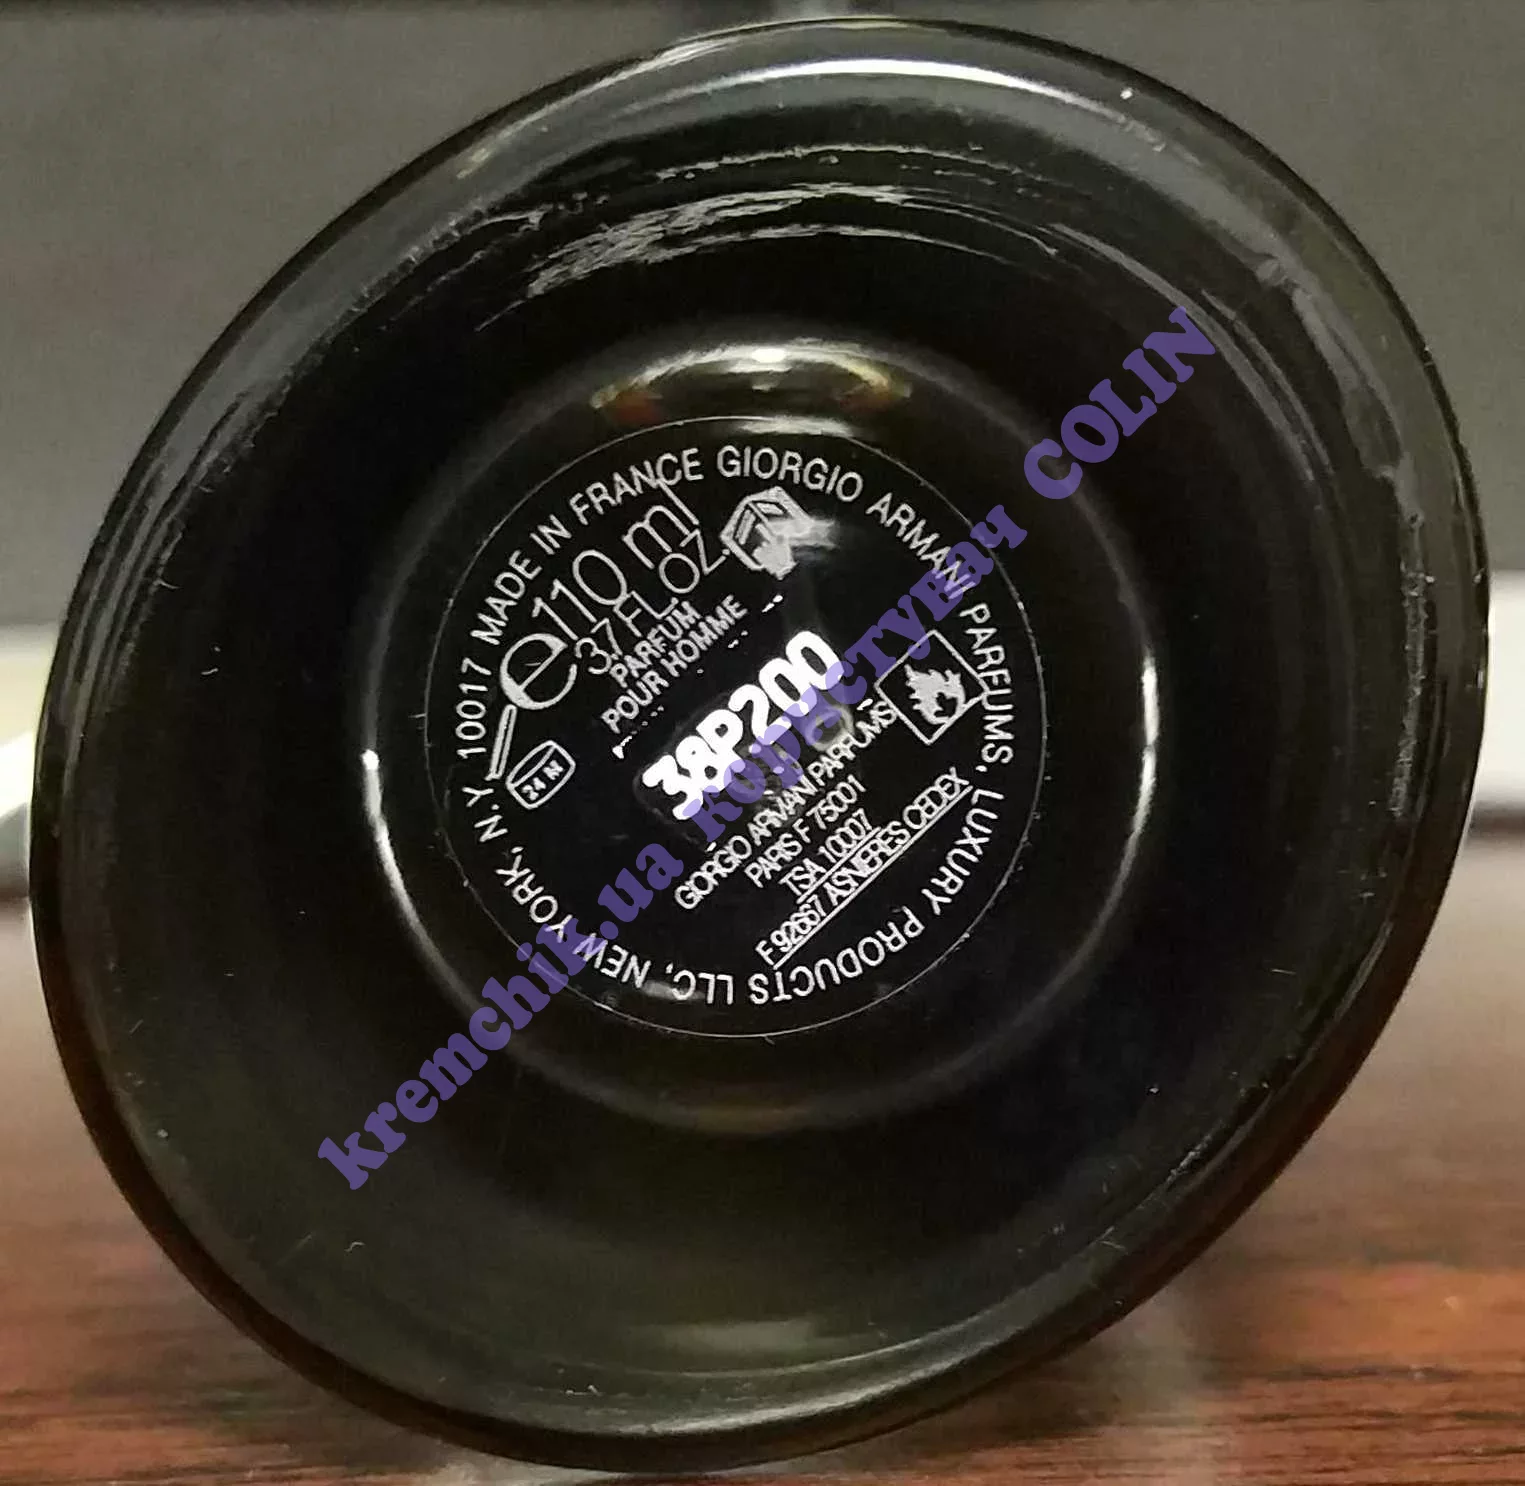 MADE IN FRANCE GIORGIO ARMANI PARFUMS, LUXURY PRODUCTS LLC, NEW YORK, N.Y. 10017
e110 ml
3.7 FL. OZ.
PARFUM
POUR HOMME
24 M
38P200
GIORGIO ARMANI PARFUMS
PARIS F 75001
TSA 10007
F 92667 ASNIERES CEDEX
kremchik.ua Користувач COLIN